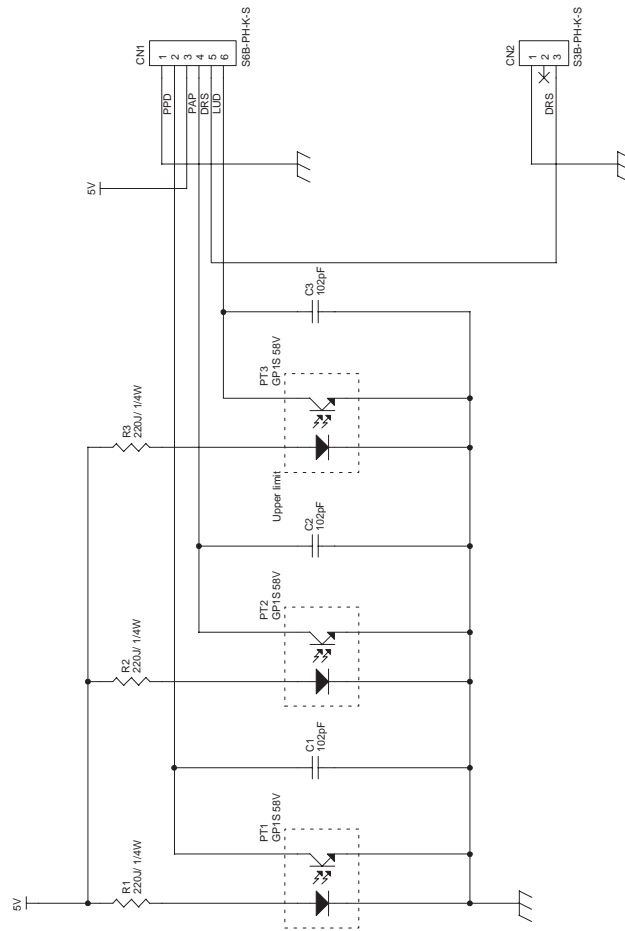 CN1
1
2
3
4
5
6
S6B-PH-K-S
PPD
PAP
DRS
LUD
5V
CN2
1
2
3
S3B-PH-K-S
DRS
5V
R1
220J/ 1/4W
R2
220J/ 1/4W
R3
220J/ 1/4W
PT1
GP1S 58V
C1
102pF
PT2
GP1S 58V
C2
102pF
Upper limit
PT3
GP1S 58V
C3
102pF